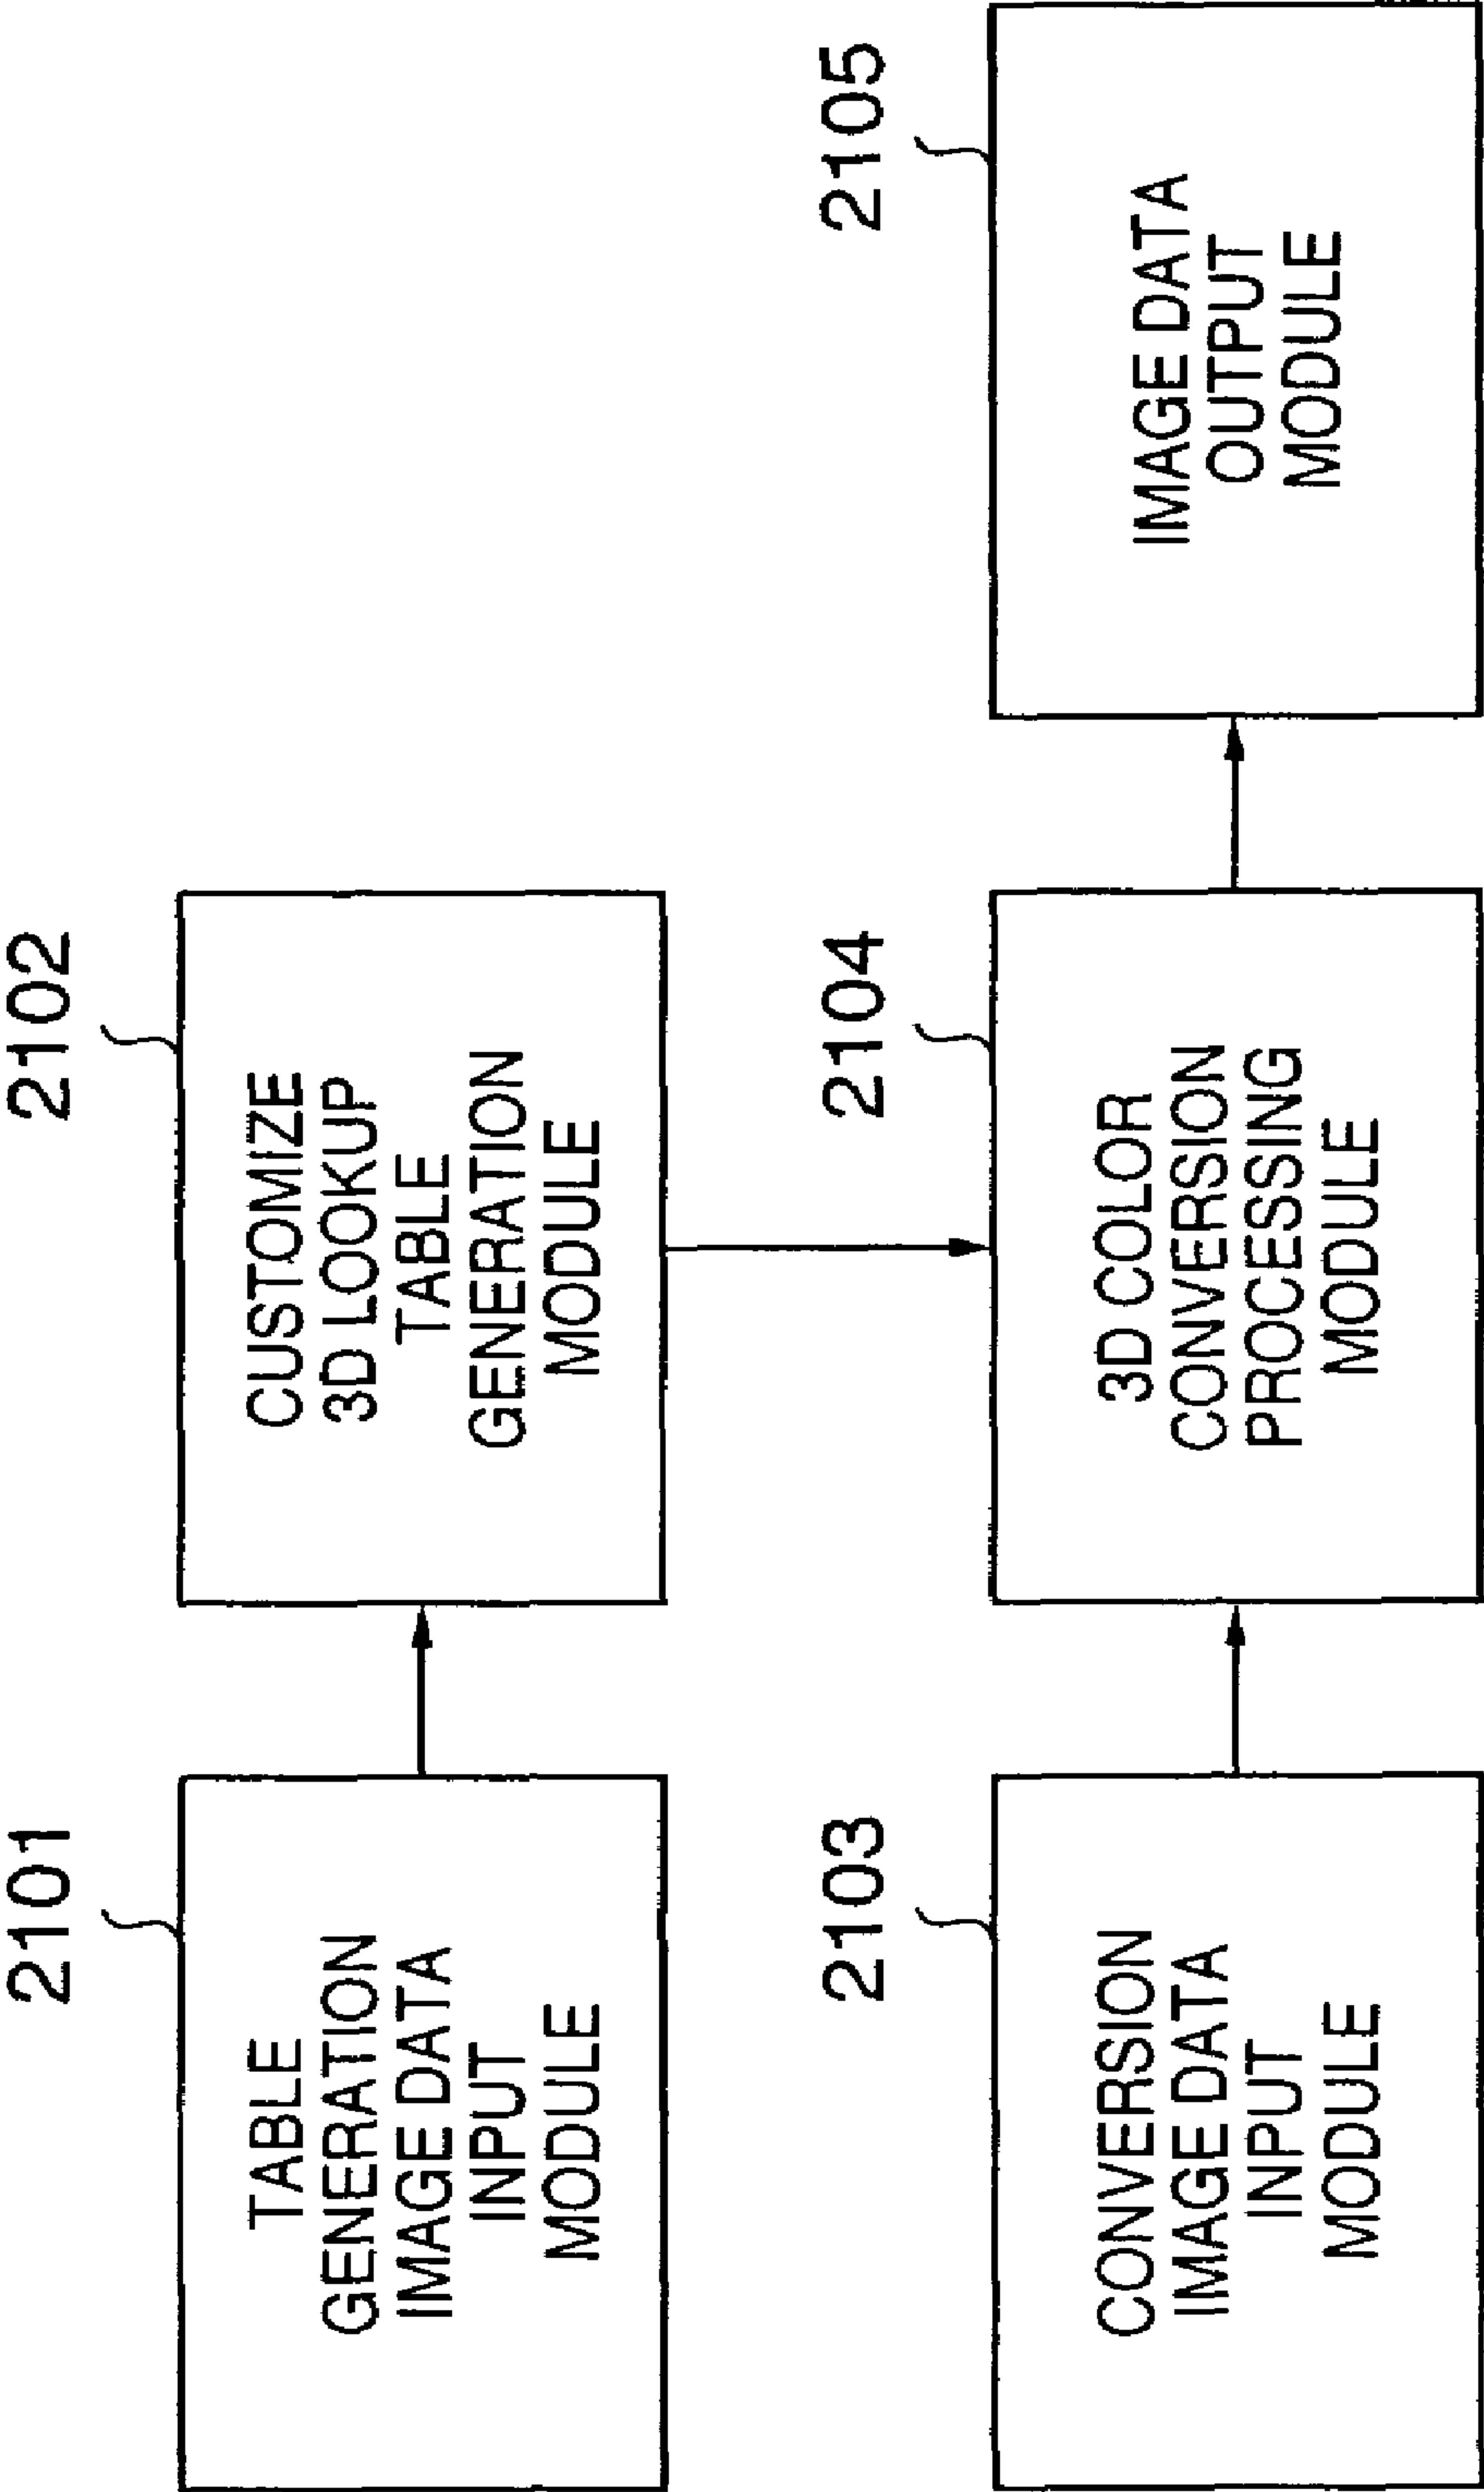 2101
TABLE
GENERATION
IMAGE DATA
INPUT
MODULE
2102
CUSTOMIZE
3D LOOKUP
TABLE
GENERATION
MODULE
2103
CONVERSION
IMAGE DATA
INPUT
MODULE
2104
3D COLOR
CONVERSION
PROCESSING
MODULE
2105
IMAGE DATA
OUTPUT
MODULE